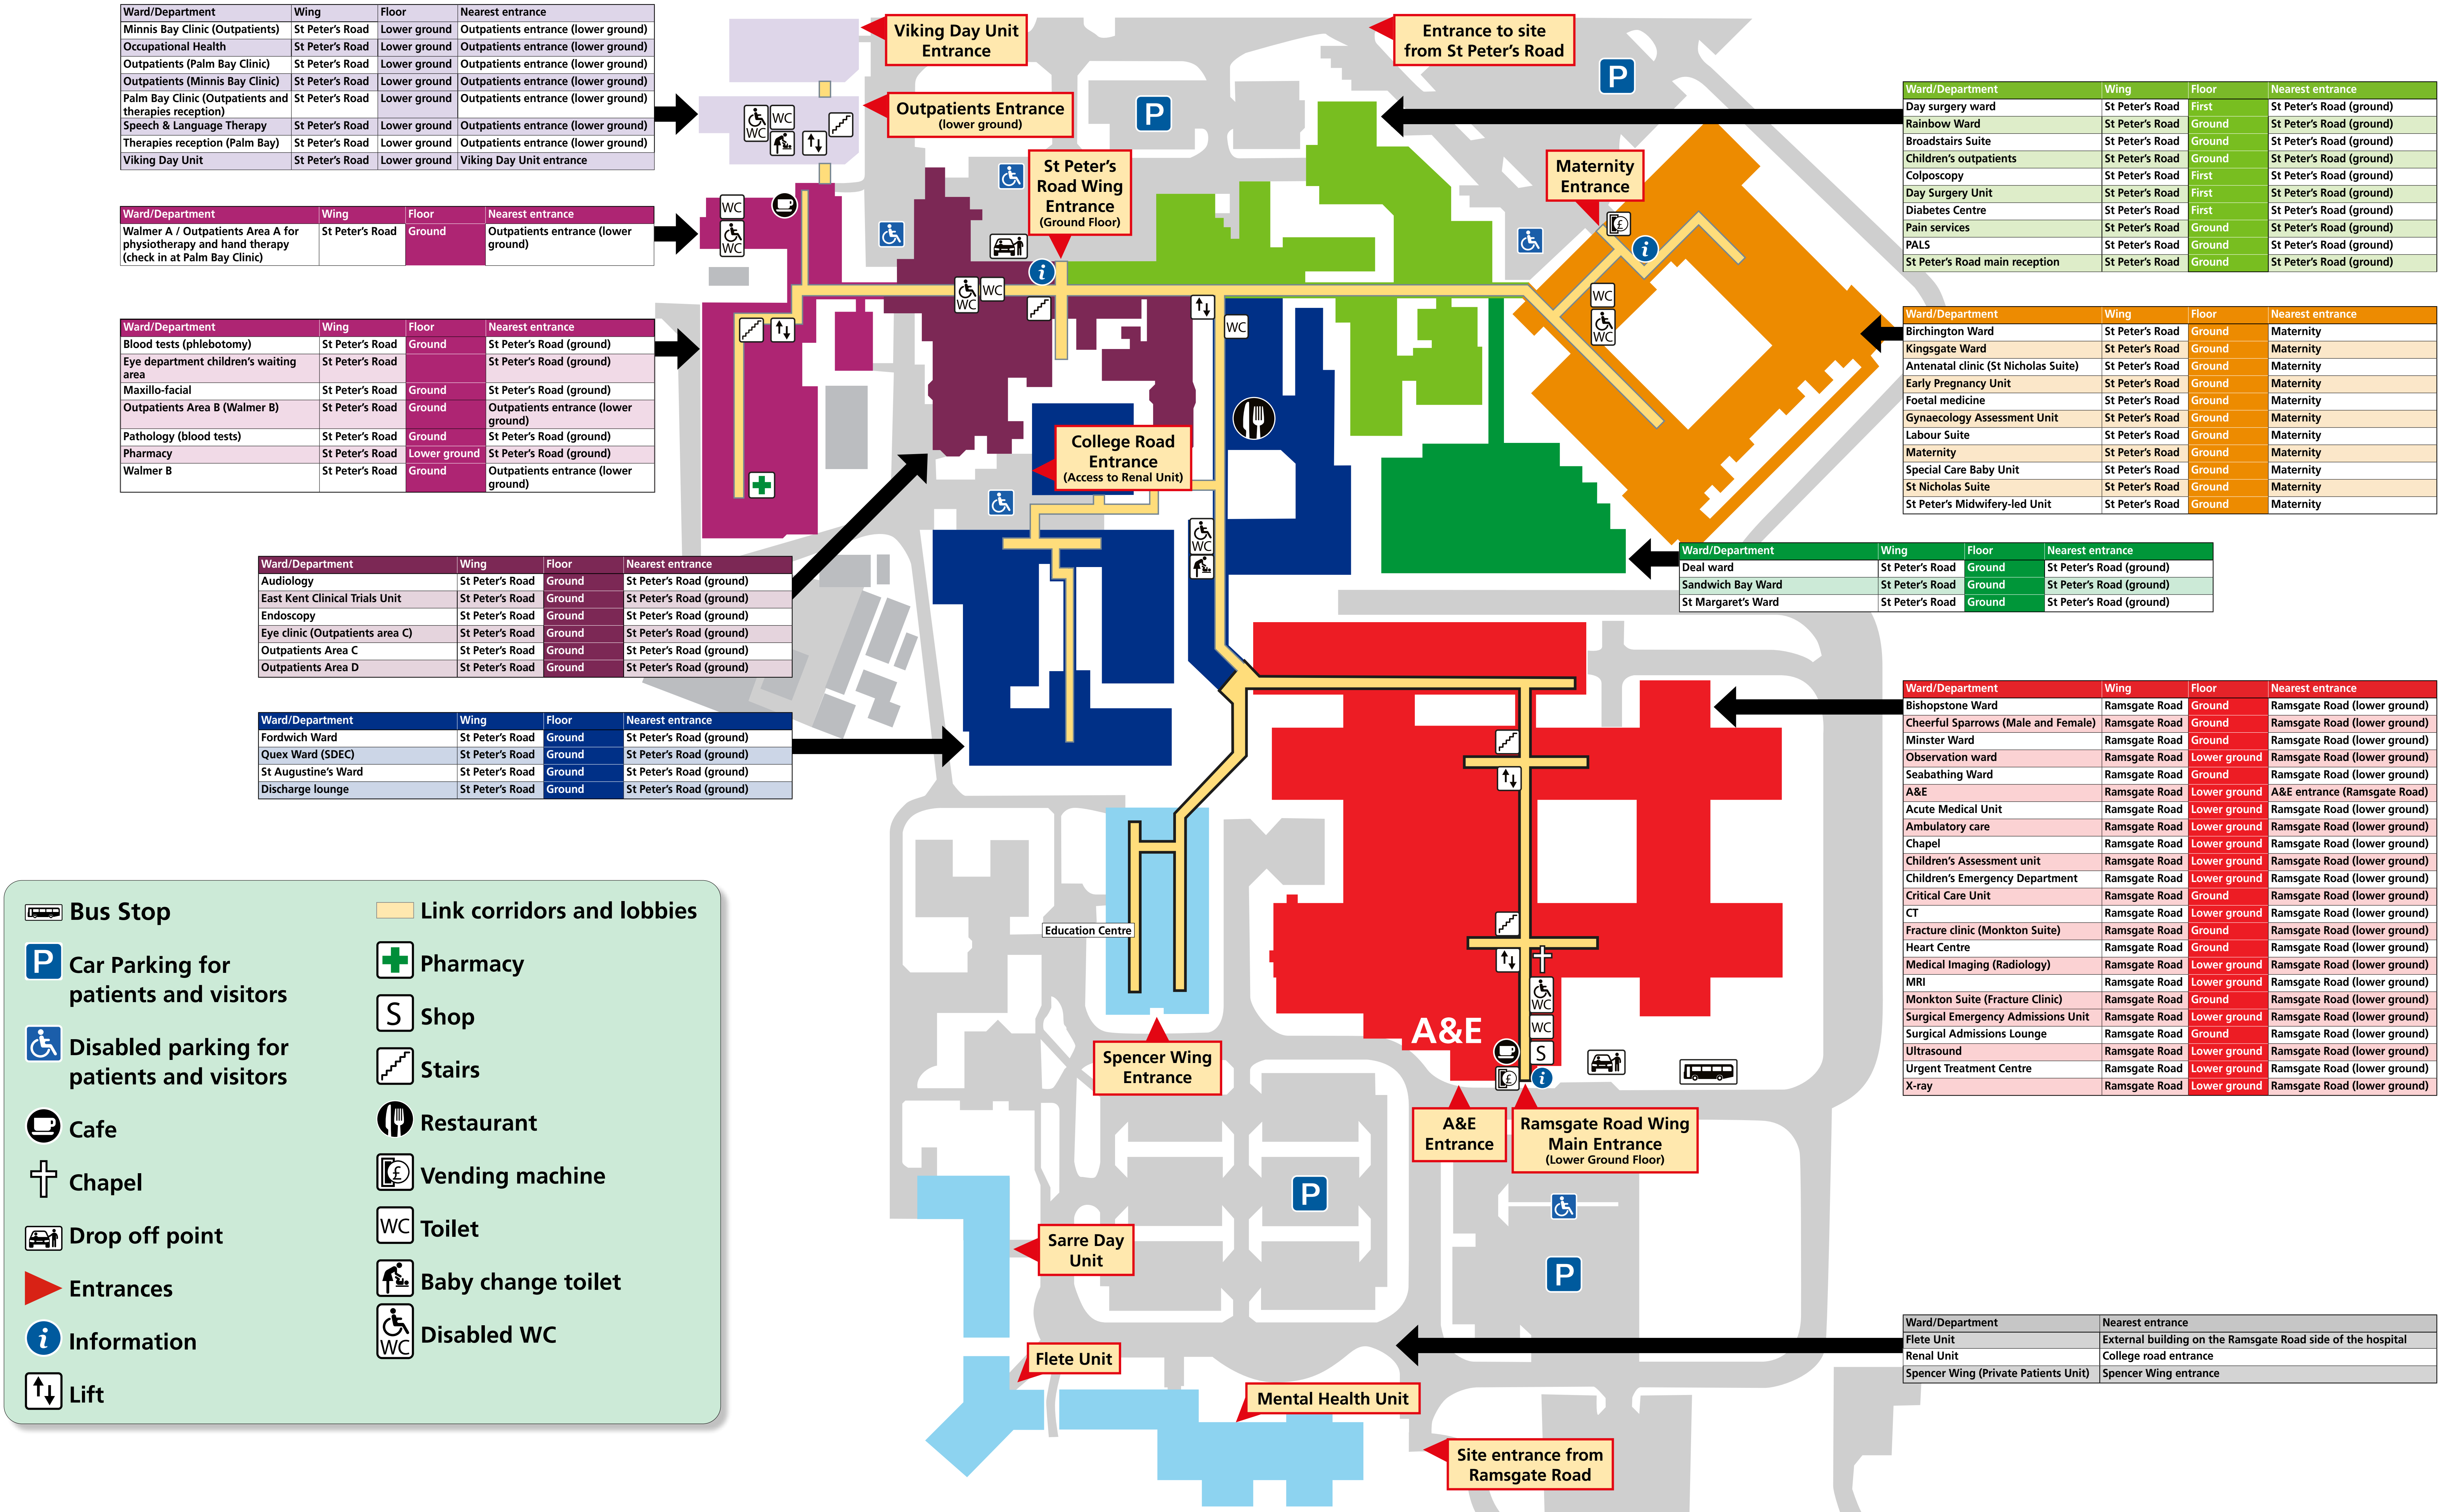 Ward/Department Wing Floor Nearest entrance
Minnis Bay Clinic (Outpatients) St Peter's Road Lower ground Outpatients entrance (lower ground)
Occupational Health St Peter's Road Lower ground Outpatients entrance (lower ground)
Outpatients (Palm Bay Clinic) St Peter's Road Lower ground Outpatients entrance (lower ground)
Outpatients (Minnis Bay Clinic) St Peter's Road Lower ground Outpatients entrance (lower ground)
Palm Bay Clinic (Outpatients and St Peter's Road Lower ground Outpatients entrance (lower ground)
therapies reception)
Speech & Language Therapy St Peter's Road Lower ground Outpatients entrance (lower ground)
Therapies reception (Palm Bay) St Peter's Road Lower ground Outpatients entrance (lower ground)
Viking Day Unit St Peter's Road Lower ground Viking Day Unit entrance
Ward/Department Wing Floor Nearest entrance
Walmer A / Outpatients Area A for St Peter's Road Ground Outpatients entrance (lower
physiotherapy and hand therapy ground)
(check in at Palm Bay Clinic)
Ward/Department Wing Floor Nearest entrance
Blood tests (phlebotomy) St Peter's Road Ground St Peter's Road (ground)
Eye department children's waiting St Peter's Road St Peter's Road (ground)
area
Maxillo-facial St Peter's Road Ground St Peter's Road (ground)
Outpatients Area B (Walmer B) St Peter's Road Ground Outpatients entrance (lower
ground)
Pathology (blood tests) St Peter's Road Ground St Peter's Road (ground)
Pharmacy St Peter's Road Lower ground St Peter's Road (ground)
Walmer B St Peter's Road Ground Outpatients entrance (lower
ground)
Ward/Department Wing Floor Nearest entrance
Audiology St Peter's Road Ground St Peter's Road (ground)
East Kent Clinical Trials Unit St Peter's Road Ground St Peter's Road (ground)
Endoscopy St Peter's Road Ground St Peter's Road (ground)
Eye clinic (Outpatients area C) St Peter's Road Ground St Peter's Road (ground)
Outpatients Area C St Peter's Road Ground St Peter's Road (ground)
Outpatients Area D St Peter's Road Ground St Peter's Road (ground)
Ward/Department Wing Floor Nearest entrance
Fordwich Ward St Peter's Road Ground St Peter's Road (ground)
Quex Ward (SDEC) St Peter's Road Ground St Peter's Road (ground)
St Augustine's Ward St Peter's Road Ground St Peter's Road (ground)
Discharge lounge St Peter's Road Ground St Peter's Road (ground)
Viking Day Unit
Entrance
Entrance to site
from St Peter's Road
P
Outpatients Entrance
(lower ground)
P
WC
WC
St Peter's
Road Wing
Entrance
(Ground Floor)
Maternity
Entrance
£
i
WC
WC
i
WC
WC
WC
WC
WC
College Road
Entrance
(Access to Renal Unit)
WC
Education Centre
Spencer Wing
Entrance
A&E
WC
WC
S
£
i
A&E
Entrance
Ramsgate Road Wing
Main Entrance
(Lower Ground Floor)
P
P
Sarre Day
Unit
Flete Unit
Mental Health Unit
Site entrance from
Ramsgate Road
Ward/Department Wing Floor Nearest entrance
Day surgery ward St Peter's Road First St Peter's Road (ground)
Rainbow Ward St Peter's Road Ground St Peter's Road (ground)
Broadstairs Suite St Peter's Road Ground St Peter's Road (ground)
Children's outpatients St Peter's Road Ground St Peter's Road (ground)
Colposcopy St Peter's Road First St Peter's Road (ground)
Day Surgery Unit St Peter's Road First St Peter's Road (ground)
Diabetes Centre St Peter's Road First St Peter's Road (ground)
Pain services St Peter's Road Ground St Peter's Road (ground)
PALS St Peter's Road Ground St Peter's Road (ground)
St Peter's Road main reception St Peter's Road Ground St Peter's Road (ground)
Ward/Department Wing Floor Nearest entrance
Birchington Ward St Peter's Road Ground Maternity
Kingsgate Ward St Peter's Road Ground Maternity
Antenatal clinic (St Nicholas Suite) St Peter's Road Ground Maternity
Early Pregnancy Unit St Peter's Road Ground Maternity
Foetal medicine St Peter's Road Ground Maternity
Gynaecology Assessment Unit St Peter's Road Ground Maternity
Labour Suite St Peter's Road Ground Maternity
Maternity St Peter's Road Ground Maternity
Special Care Baby Unit St Peter's Road Ground Maternity
St Nicholas Suite St Peter's Road Ground Maternity
St Peter's Midwifery-led Unit St Peter's Road Ground Maternity
Ward/Department Wing Floor Nearest entrance
Deal ward St Peter's Road Ground St Peter's Road (ground)
Sandwich Bay Ward St Peter's Road Ground St Peter's Road (ground)
St Margaret's Ward St Peter's Road Ground St Peter's Road (ground)
Ward/Department Wing Floor Nearest entrance
Bishopstone Ward Ramsgate Road Ground Ramsgate Road (lower ground)
Cheerful Sparrows (Male and Female) Ramsgate Road Ground Ramsgate Road (lower ground)
Minster Ward Ramsgate Road Ground Ramsgate Road (lower ground)
Observation ward Ramsgate Road Lower ground Ramsgate Road (lower ground)
Seabathing Ward Ramsgate Road Ground Ramsgate Road (lower ground)
A&E Ramsgate Road Lower ground A&E entrance (Ramsgate Road)
Acute Medical Unit Ramsgate Road Lower ground Ramsgate Road (lower ground)
Ambulatory care Ramsgate Road Lower ground Ramsgate Road (lower ground)
Chapel Ramsgate Road Lower ground Ramsgate Road (lower ground)
Children's Assessment unit Ramsgate Road Lower ground Ramsgate Road (lower ground)
Children's Emergency Department Ramsgate Road Lower ground Ramsgate Road (lower ground)
Critical Care Unit Ramsgate Road Ground Ramsgate Road (lower ground)
CT Ramsgate Road Lower ground Ramsgate Road (lower ground)
Fracture clinic (Monkton Suite) Ramsgate Road Ground Ramsgate Road (lower ground)
Heart Centre Ramsgate Road Ground Ramsgate Road (lower ground)
Medical Imaging (Radiology) Ramsgate Road Lower ground Ramsgate Road (lower ground)
MRI Ramsgate Road Lower ground Ramsgate Road (lower ground)
Monkton Suite (Fracture Clinic) Ramsgate Road Ground Ramsgate Road (lower ground)
Surgical Emergency Admissions Unit Ramsgate Road Lower ground Ramsgate Road (lower ground)
Surgical Admissions Lounge Ramsgate Road Ground Ramsgate Road (lower ground)
Ultrasound Ramsgate Road Lower ground Ramsgate Road (lower ground)
Urgent Treatment Centre Ramsgate Road Lower ground Ramsgate Road (lower ground)
X-ray Ramsgate Road Lower ground Ramsgate Road (lower ground)
Ward/Department Nearest entrance
Flete Unit External building on the Ramsgate Road side of the hospital
Renal Unit College road entrance
Spencer Wing (Private Patients Unit) Spencer Wing entrance
Bus Stop
P Car Parking for
patients and visitors
Disabled parking for
patients and visitors
Cafe
Chapel
Drop off point
Entrances
i Information
Lift
Link corridors and lobbies
Pharmacy
S Shop
Stairs
Restaurant
£ Vending machine
WC Toilet
Baby change toilet
WC Disabled WC